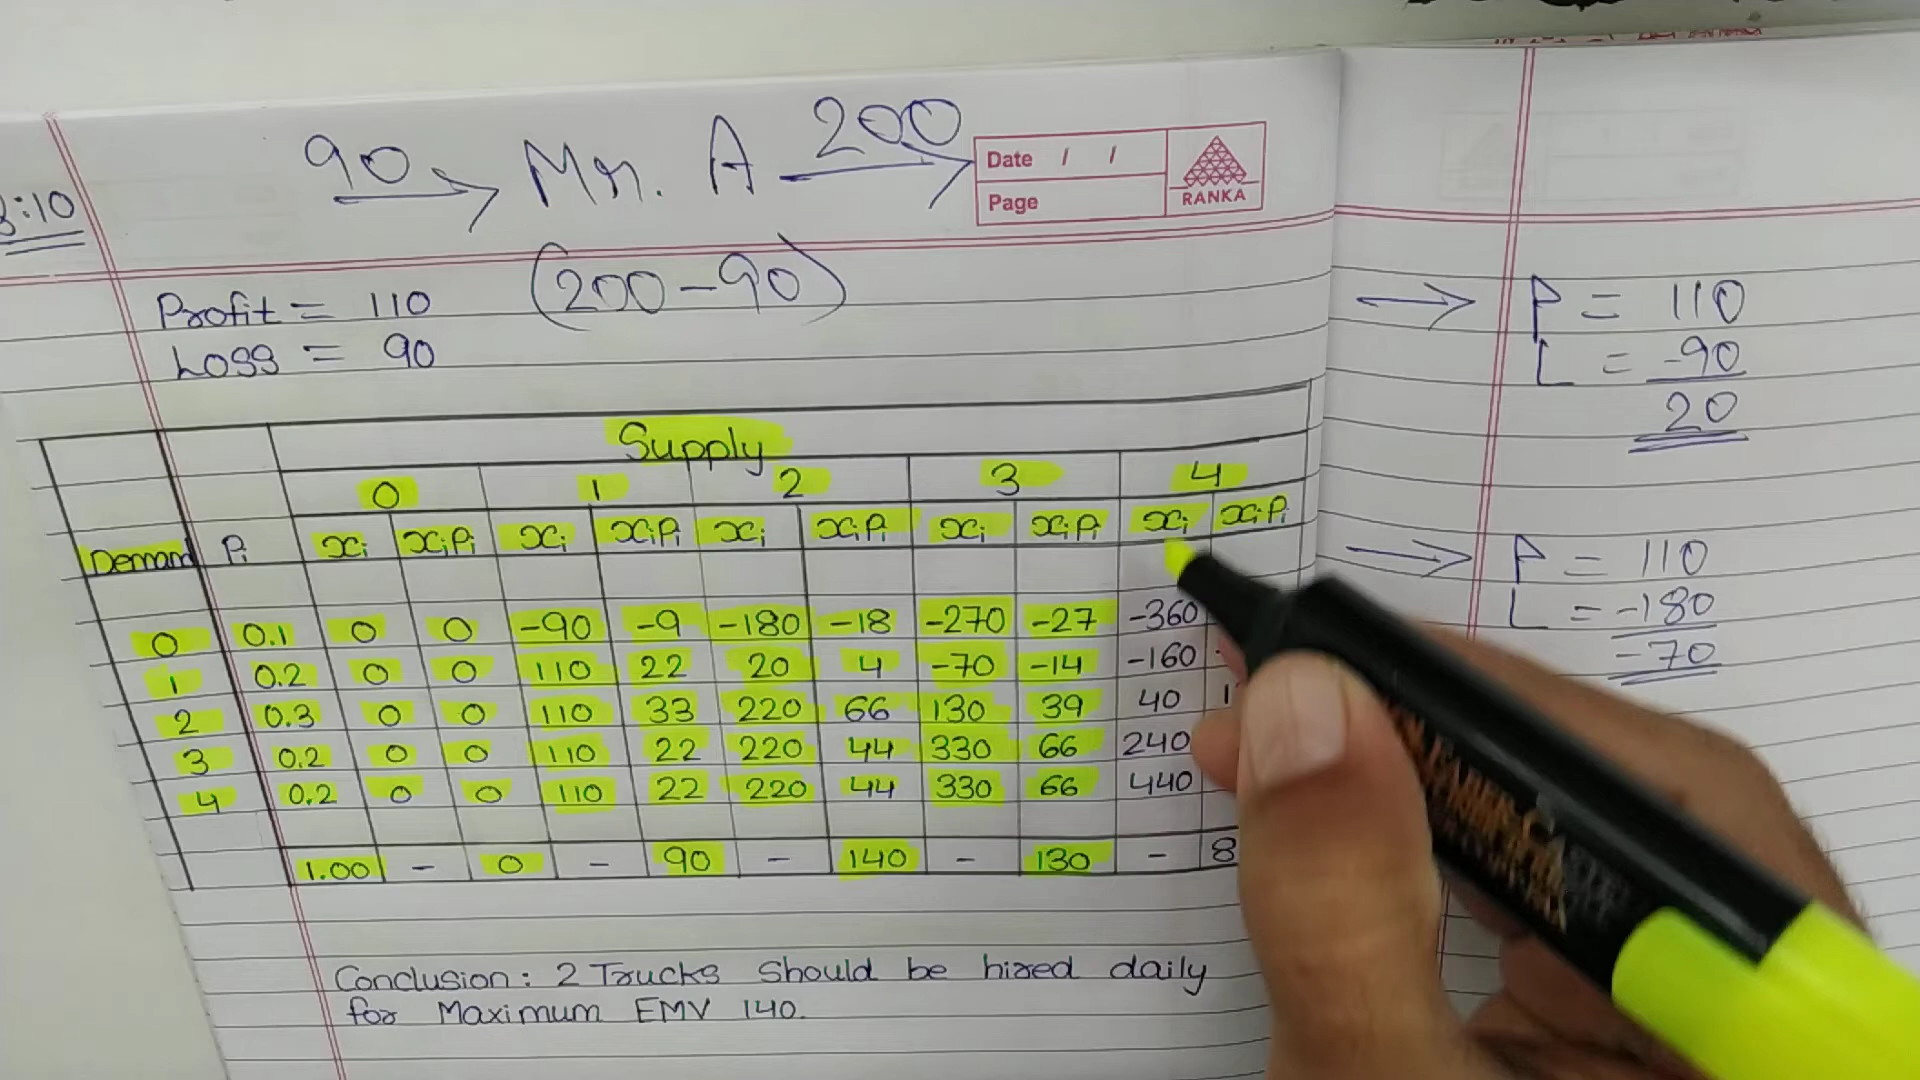 90 Mr. A 200
Date / /
Page
RANKA
:10
Profit = 110 (200-90)
Loss = 90
Supply
0 1 2 3 4
Demand Pi xi xiPi xi xiPi xi xiPi xi xiPi xi xiPi
0 0.1 0 0 -90 -9 -180 -18 -270 -27 -360
1 0.2 0 0 110 22 20 4 -70 -14 -160
2 0.3 0 0 110 33 220 66 130 39 40
3 0.2 0 0 110 22 220 44 330 66 240
4 0.2 0 0 110 22 220 44 330 66 440
1.00 - 0 - 90 - 140 - 130 - 8
Conclusion: 2 Trucks should be hired daily
for Maximum EMV 140.
P = 110
L = -90
20
P = 110
L = -180
-70